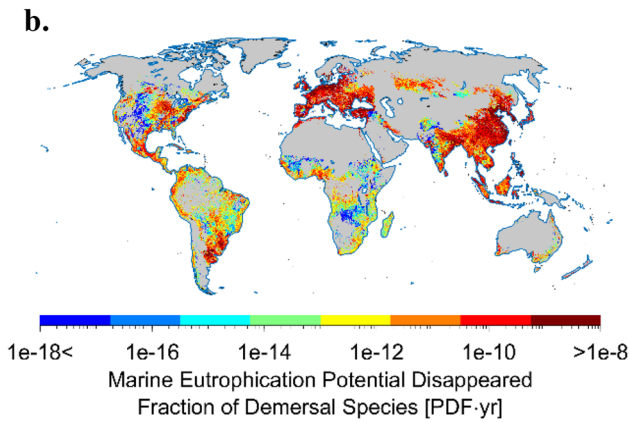 b.
1e-18< 1e-16 1e-14 1e-12 1e-10 >1e-8
Marine Eutrophication Potential Disappeared
Fraction of Demersal Species [PDF·yr]